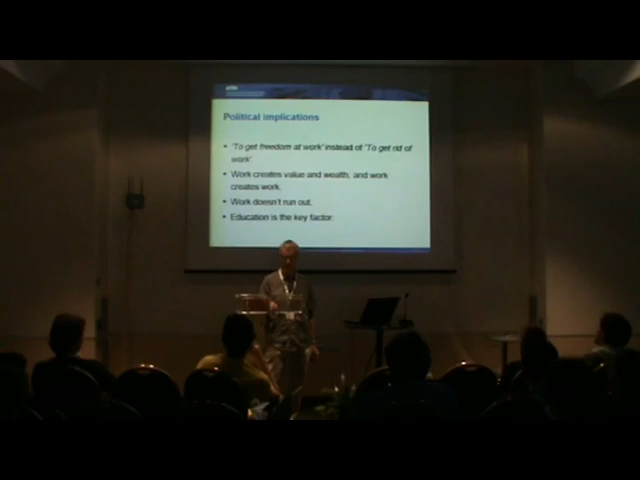 Political implications
• 'To get freedom at work' instead of 'To get rid of
work'
• Work creates value and wealth, and work
creates work.
• Work doesn't run out.
• Education is the key factor.